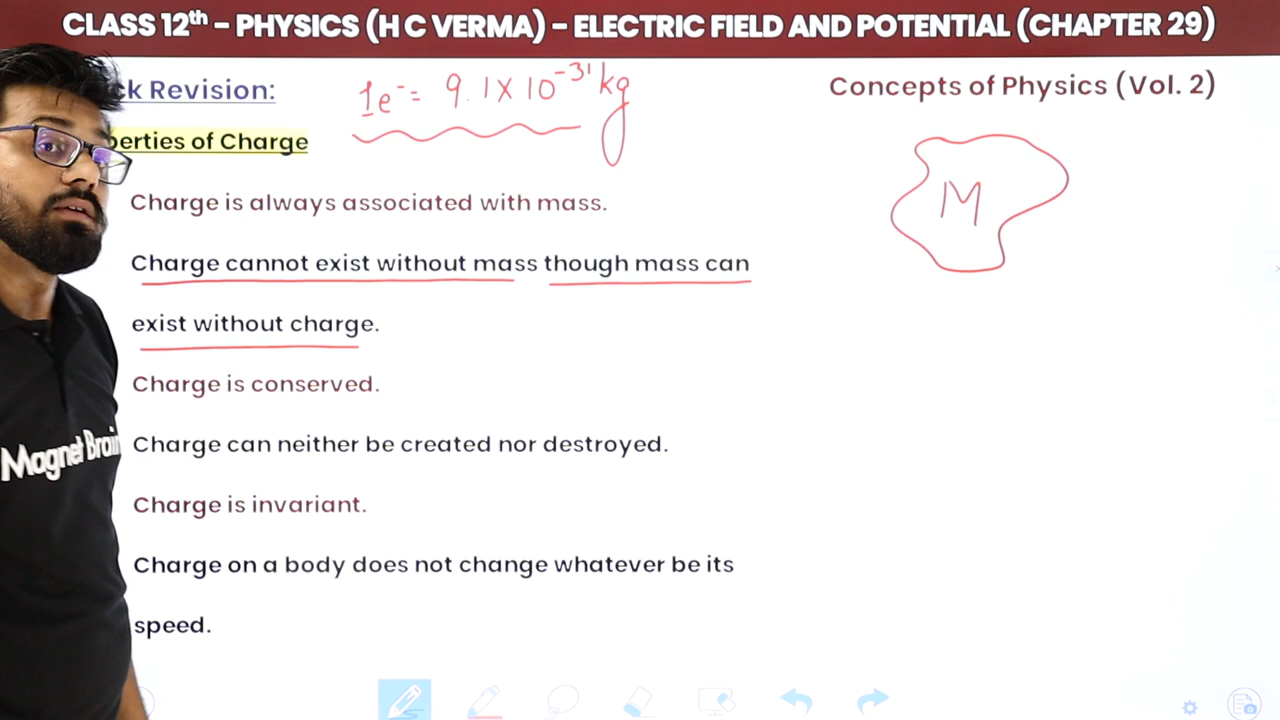 CLASS 12th – PHYSICS (H C VERMA) – ELECTRIC FIELD AND POTENTIAL (CHAPTER 29)
ck Revision:
1e⁻= 9.1X10⁻³¹ kg
Concepts of Physics (Vol. 2)
perties of Charge
M
Charge is always associated with mass.
Charge cannot exist without mass though mass can
exist without charge.
Charge is conserved.
Charge can neither be created nor destroyed.
Magnet Brain
Charge is invariant.
Charge on a body does not change whatever be its
speed.